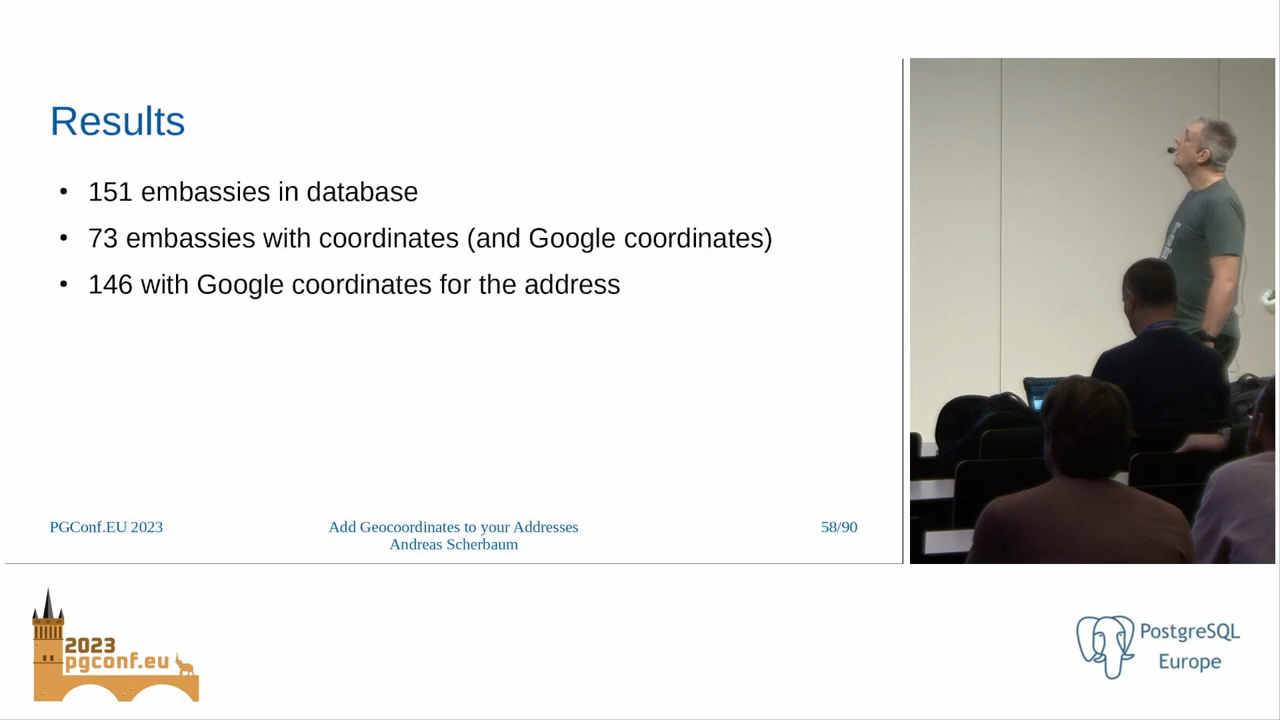 Results
• 151 embassies in database
• 73 embassies with coordinates (and Google coordinates)
• 146 with Google coordinates for the address
PGConf.EU 2023
Add Geocoordinates to your Addresses
Andreas Scherbaum
58/90
2023
pgconf.eu
PostgreSQL
Europe